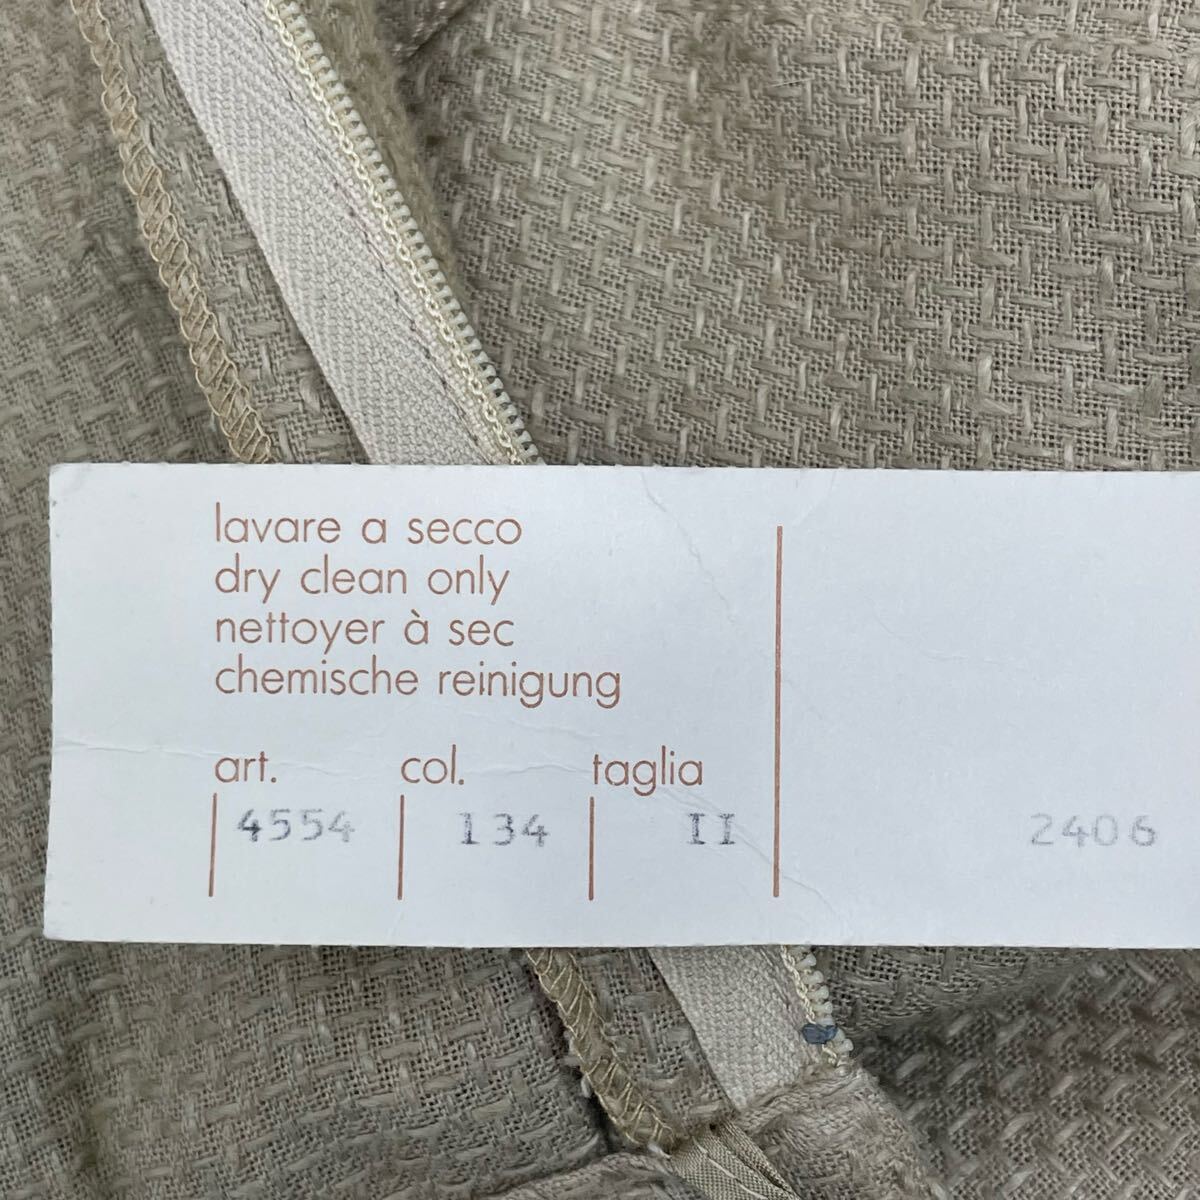 lavare a secco
dry clean only
nettoyer à sec
chemische reinigung
art. col. taglia
4554 134 II 2406